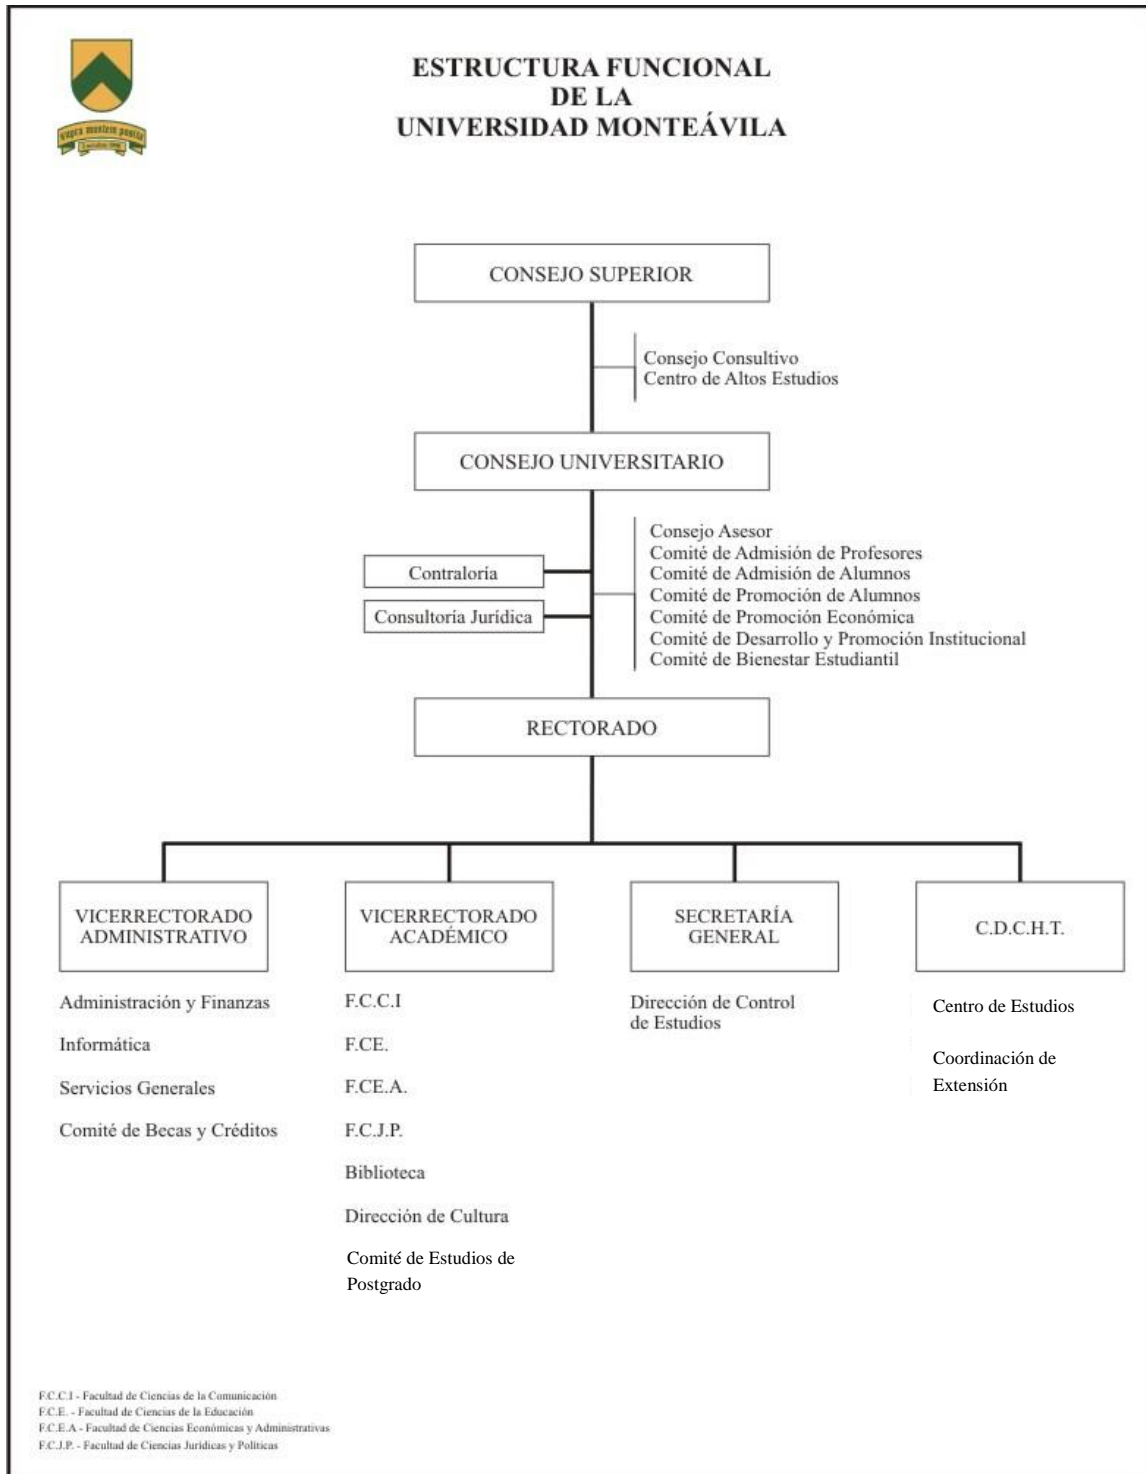 supra montem posita
ESTRUCTURA FUNCIONAL
DE LA
UNIVERSIDAD MONTEÁVILA
CONSEJO SUPERIOR
Consejo Consultivo
Centro de Altos Estudios
CONSEJO UNIVERSITARIO
Contraloría
Consultoría Jurídica
Consejo Asesor
Comité de Admisión de Profesores
Comité de Admisión de Alumnos
Comité de Promoción de Alumnos
Comité de Promoción Económica
Comité de Desarrollo y Promoción Institucional
Comité de Bienestar Estudiantil
RECTORADO
VICERRECTORADO
ADMINISTRATIVO
Administración y Finanzas
Informática
Servicios Generales
Comité de Becas y Créditos
VICERRECTORADO
ACADÉMICO
F.C.C.I
F.CE.
F.CE.A.
F.C.J.P.
Biblioteca
Dirección de Cultura
Comité de Estudios de
Postgrado
SECRETARÍA
GENERAL
Dirección de Control
de Estudios
C.D.C.H.T.
Centro de Estudios
Coordinación de
Extensión
F.C.C.I - Facultad de Ciencias de la Comunicación
F.C.E. - Facultad de Ciencias de la Educación
F.C.E.A - Facultad de Ciencias Económicas y Administrativas
F.C.J.P. - Facultad de Ciencias Jurídicas y Políticas